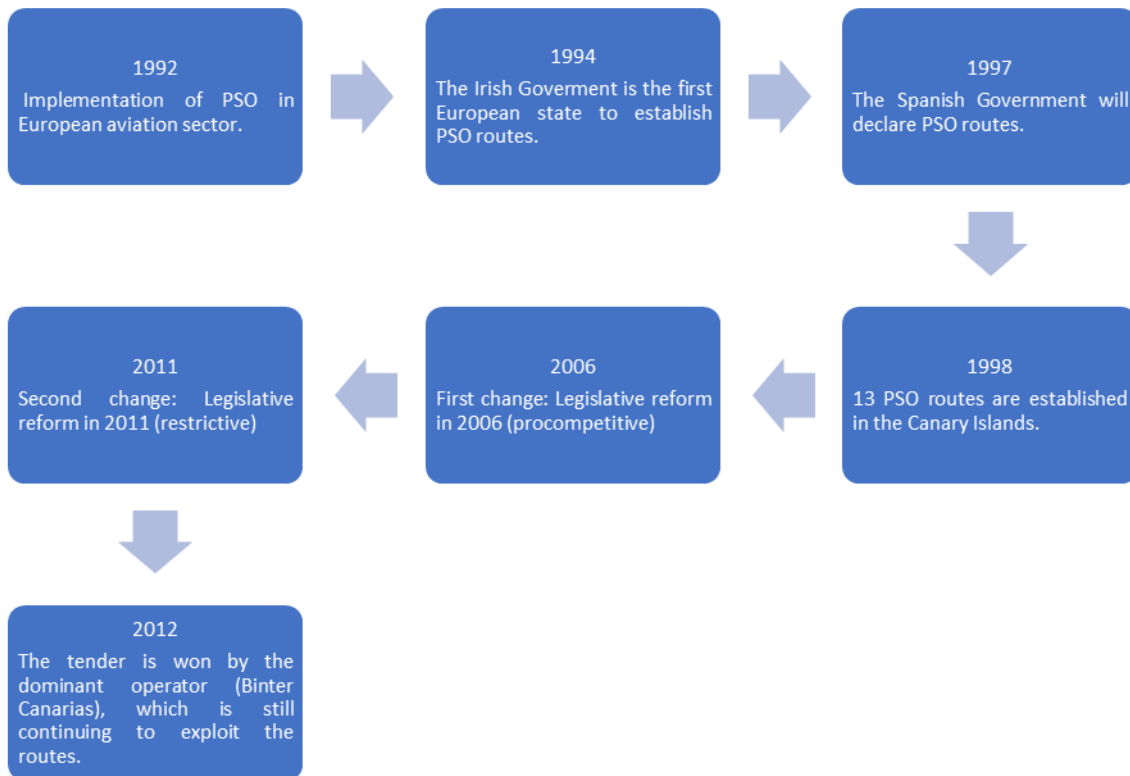 1992
Implementation of PSO in
European aviation sector.
1994
The Irish Goverment is the first
European state to establish
PSO routes.
1997
The Spanish Government will
declare PSO routes.
1998
13 PSO routes are established
in the Canary Islands.
2006
First change: Legislative reform
in 2006 (procompetitive)
2011
Second change: Legislative
reform in 2011 (restrictive)
2012
The tender is won by the
dominant operator (Binter
Canarias), which is still
continuing to exploit the
routes.